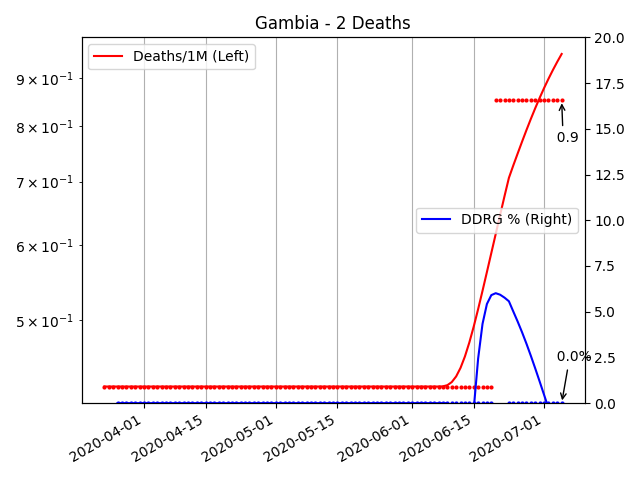 Gambia - 2 Deaths
Deaths/1M (Left)
DDRG % (Right)
9 × 10⁻¹
8 × 10⁻¹
7 × 10⁻¹
6 × 10⁻¹
5 × 10⁻¹
20.0
17.5
15.0
12.5
10.0
7.5
5.0
2.5
0.0
0.9
0.0%
2020-04-01
2020-04-15
2020-05-01
2020-05-15
2020-06-01
2020-06-15
2020-07-01